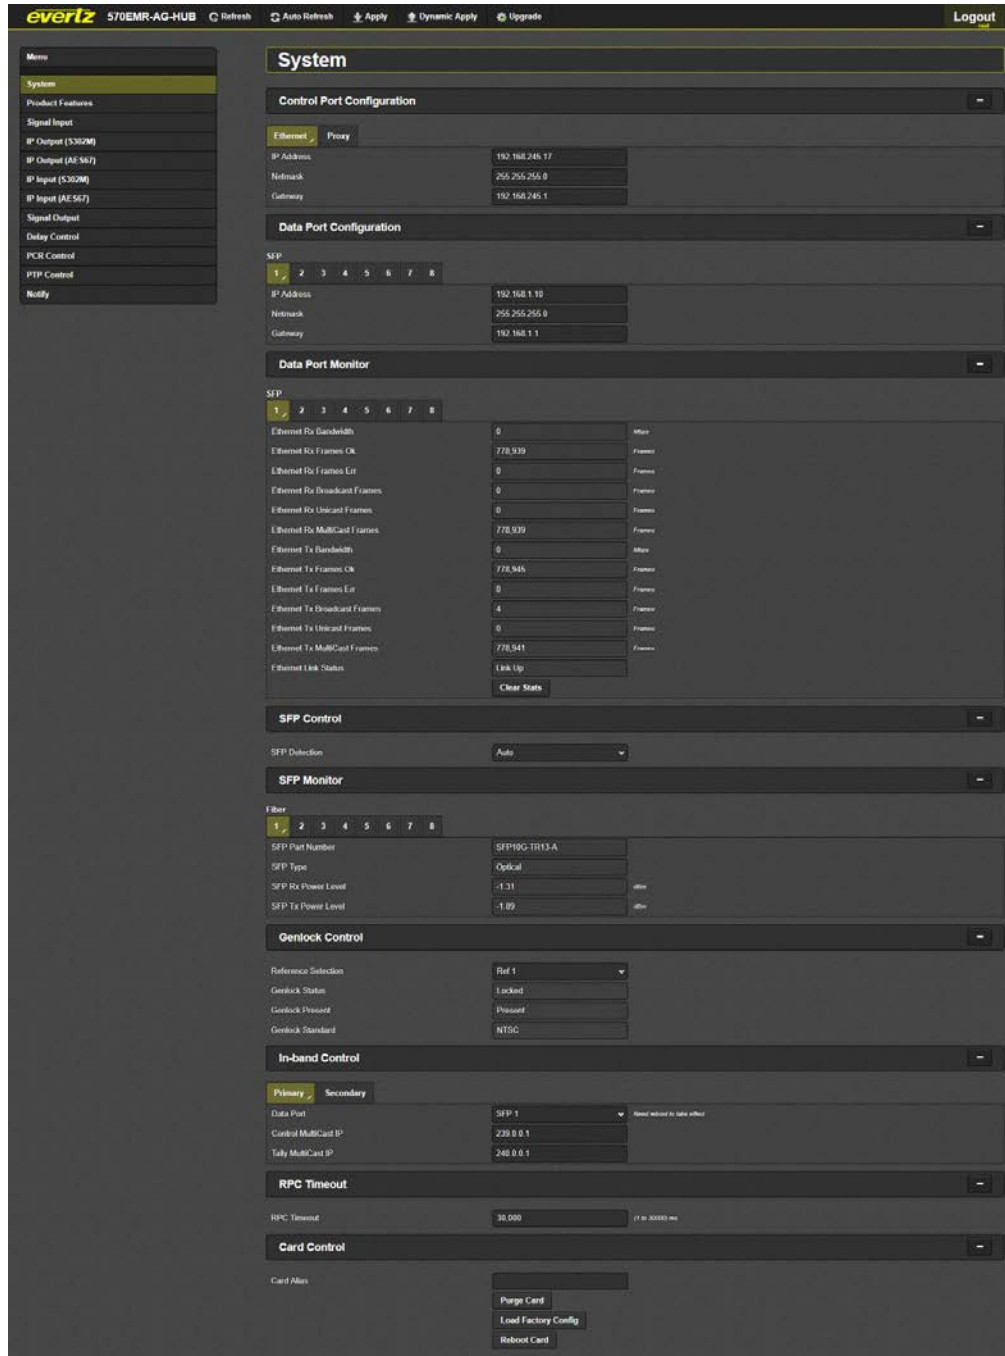 evertz 570EMR-AG-HUB Refresh Auto Refresh Apply Dynamic Apply Upgrade Logout
root
Menu
System
Product Features
Signal Input
IP Output (S302M)
IP Output (AES67)
IP Input (S302M)
IP Input (AES67)
Signal Output
Delay Control
PCR Control
PTP Control
Notify
System
Control Port Configuration
Ethernet Proxy
IP Address 192.168.245.17
Netmask 255.255.255.0
Gateway 192.168.245.1
Data Port Configuration
SFP
1 2 3 4 5 6 7 8
IP Address 192.168.1.10
Netmask 255.255.255.0
Gateway 192.168.1.1
Data Port Monitor
SFP
1 2 3 4 5 6 7 8
Ethernet Rx Bandwidth 0 Mbps
Ethernet Rx Frames Ok 778,939 Frames
Ethernet Rx Frames Err 0 Frames
Ethernet Rx Broadcast Frames 0 Frames
Ethernet Rx Unicast Frames 0 Frames
Ethernet Rx MultiCast Frames 778,939 Frames
Ethernet Tx Bandwidth 0 Mbps
Ethernet Tx Frames Ok 778,945 Frames
Ethernet Tx Frames Err 0 Frames
Ethernet Tx Broadcast Frames 4 Frames
Ethernet Tx Unicast Frames 0 Frames
Ethernet Tx MultiCast Frames 778,941 Frames
Ethernet Link Status Link Up
Clear Stats
SFP Control
SFP Detection Auto
SFP Monitor
Fiber
1 2 3 4 5 6 7 8
SFP Part Number SFP10G-TR13-A
SFP Type Optical
SFP Rx Power Level -1.31 dBm
SFP Tx Power Level -1.89 dBm
Genlock Control
Reference Selection Ref 1
Genlock Status Locked
Genlock Present Present
Genlock Standard NTSC
In-band Control
Primary Secondary
Data Port SFP 1 Need reboot to take effect
Control MultiCast IP 239.0.0.1
Tally MultiCast IP 240.0.0.1
RPC Timeout
RPC Timeout 30,000 (1 to 30000) ms
Card Control
Card Alias
Purge Card
Load Factory Config
Reboot Card